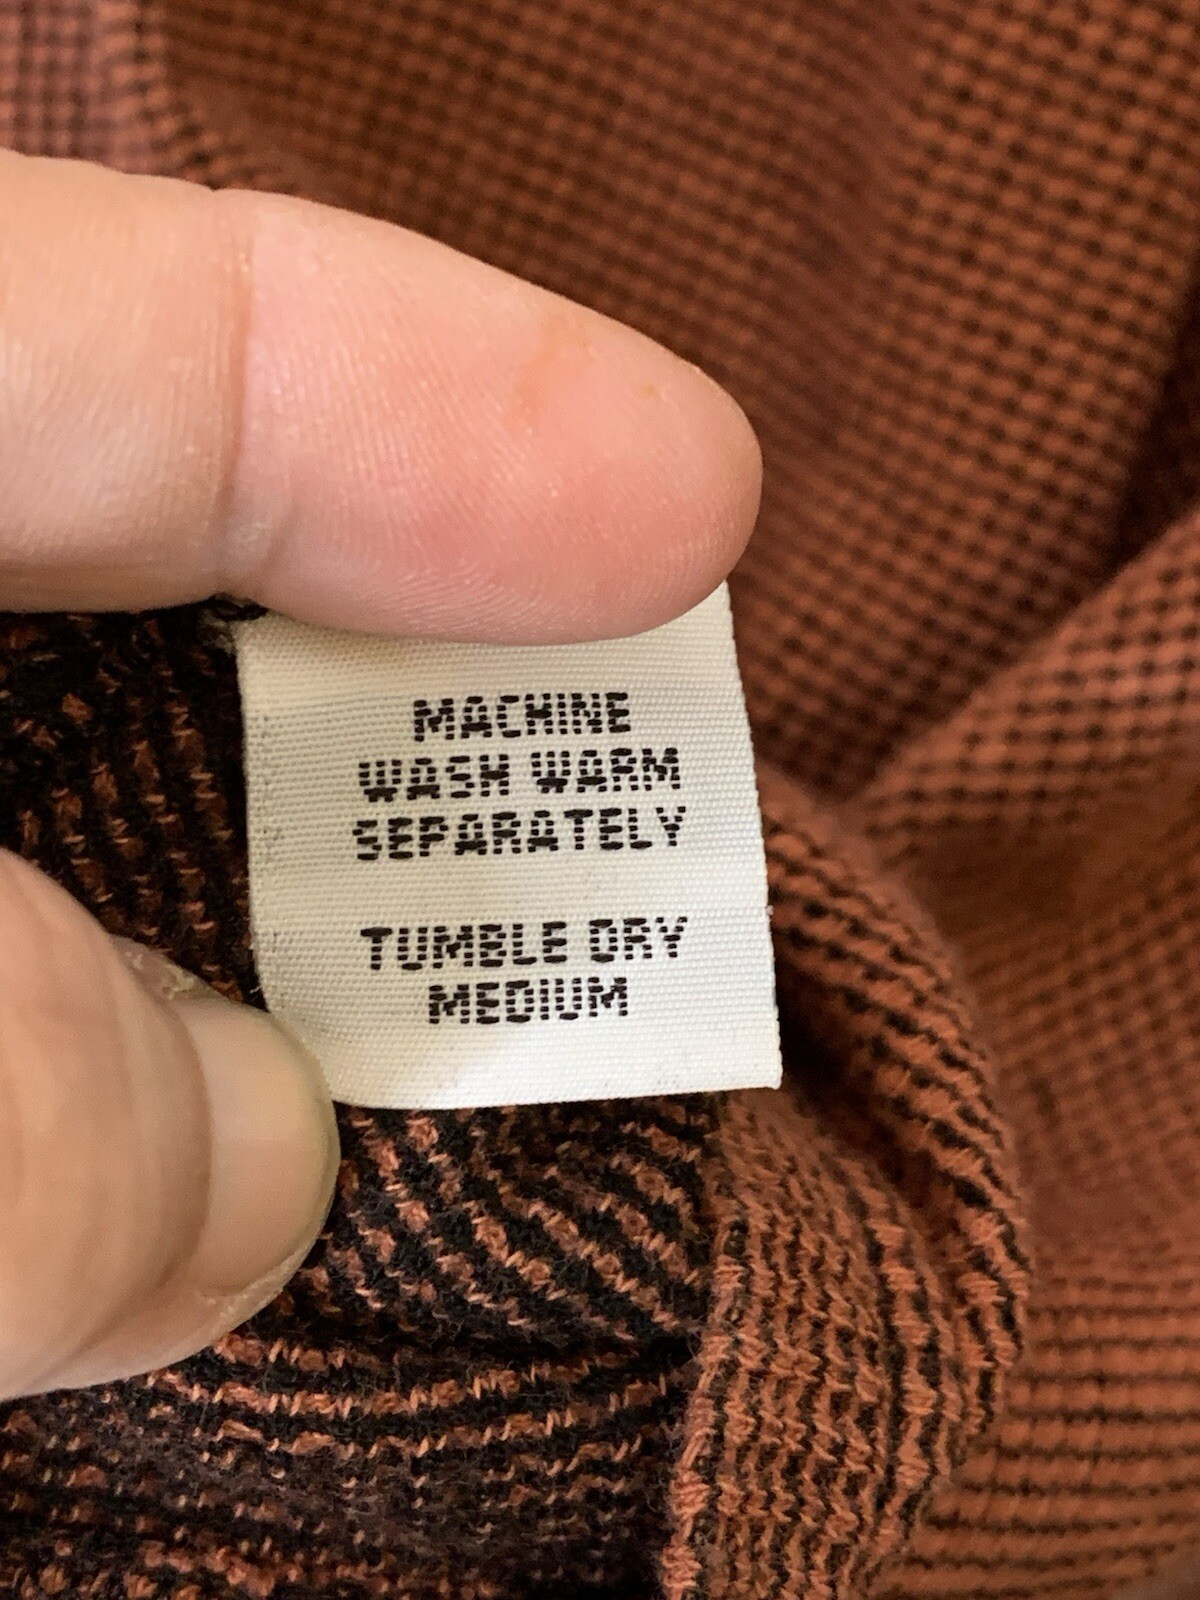 MACHINE
WASH WARM
SEPARATELY
TUMBLE DRY
MEDIUM